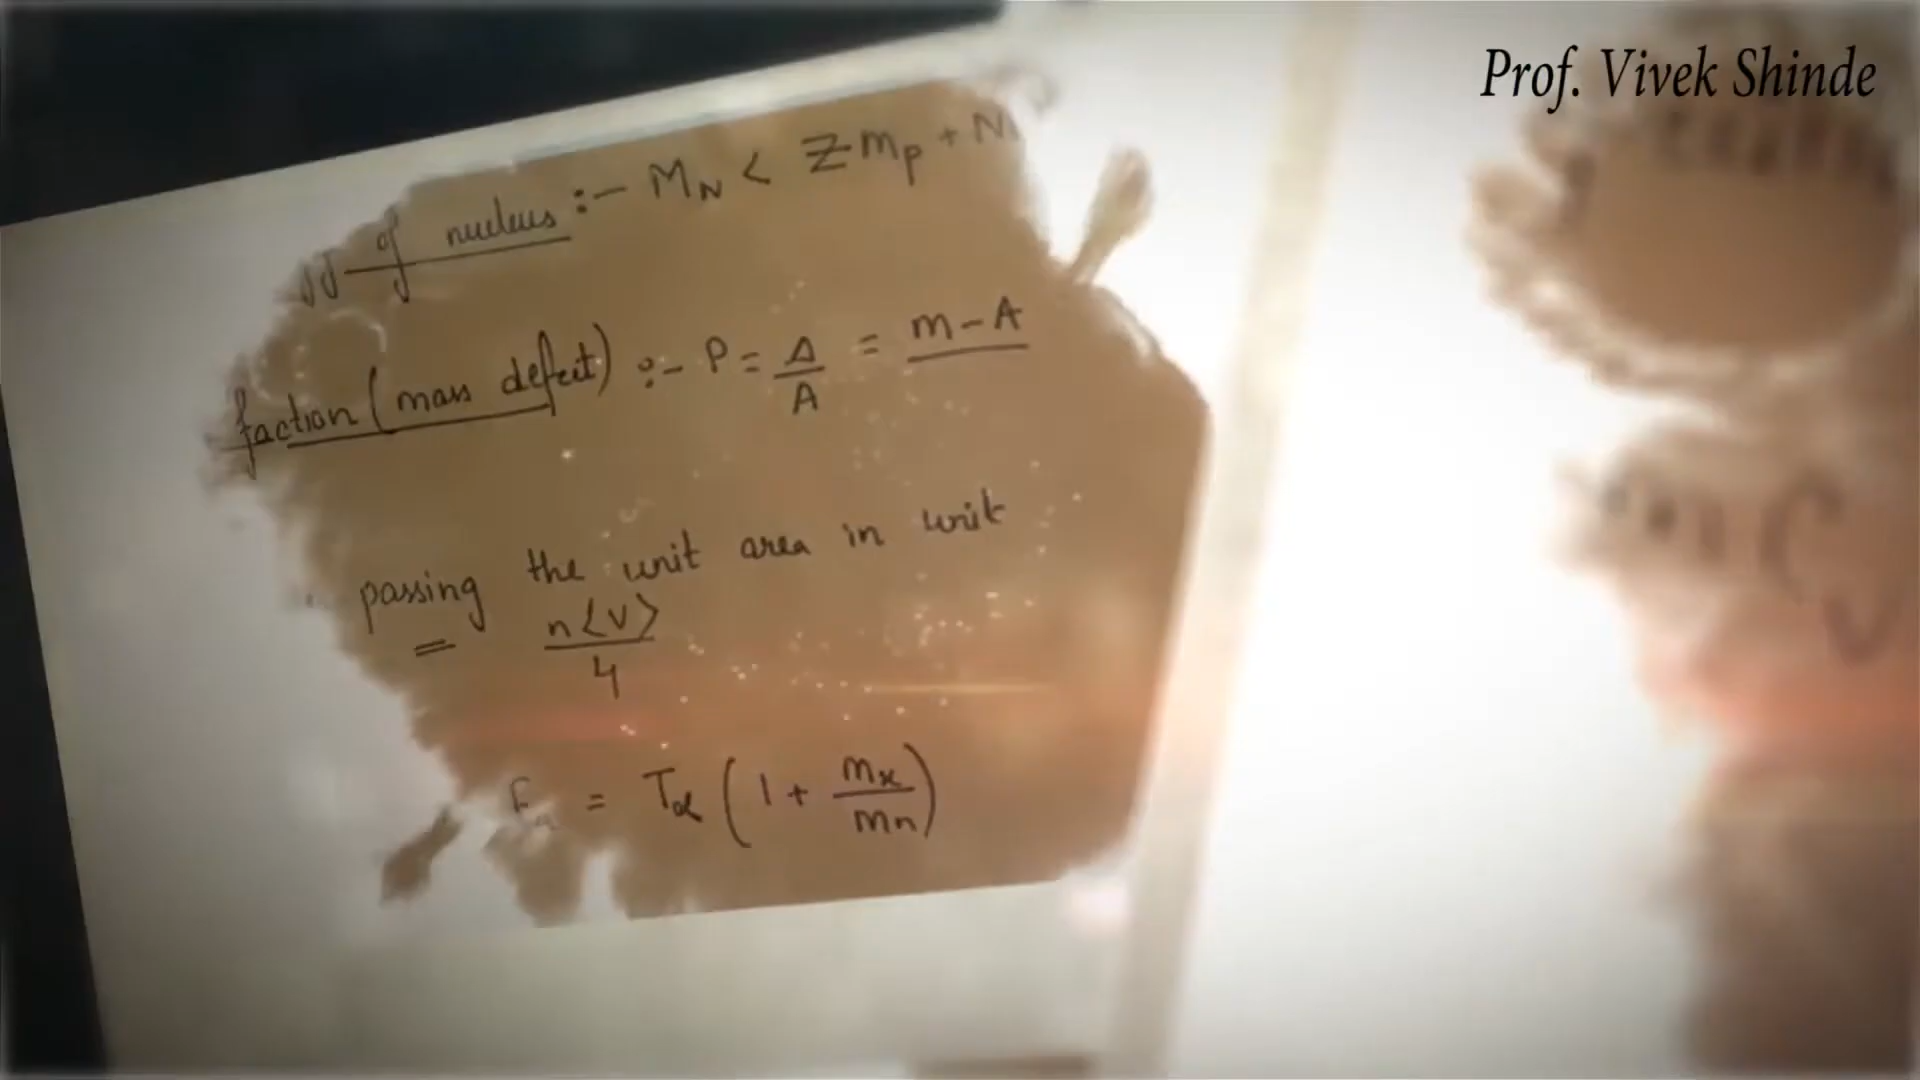 Prof. Vivek Shinde
of nucleus :- M_N < Z m_p + N
faction (mass defect) :- P = Δ/A = m - A
passing the unit area in unit
= n⟨v⟩/4
= T_α (1 + m_x/m_n)